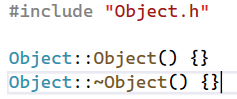 #include "Object.h"
Object::Object() {}
Object::~Object() {}